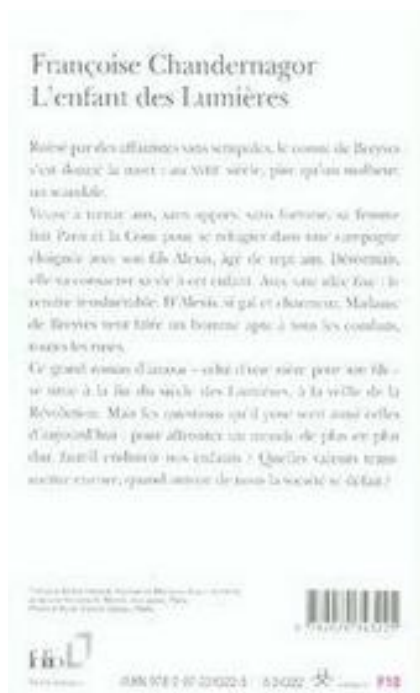 Françoise Chandernagor
L'enfant des Lumières
Ruiné par des affairistes sans scrupules, le comte de Breyves
s'est donné la mort : au XVIIIe siècle, pire qu'un malheur,
un scandale.
Veuve à trente ans, sans appuis, sans fortune, sa femme
fuit Paris et la Cour pour se réfugier dans une campagne
éloignée avec son fils Alexis, âgé de sept ans. Désormais,
elle va consacrer sa vie à cet enfant. Avec une idée fixe : le
rendre invulnérable. D'Alexis, si gai et charmeur, Madame
de Breyves veut faire un homme apte à tous les combats,
toutes les ruses.
Ce grand roman d'amour – celui d'une mère pour son fils –
se situe à la fin du siècle des Lumières, à la veille de la
Révolution. Mais les questions qu'il pose sont aussi celles
d'aujourd'hui : pour affronter un monde de plus en plus
dur, faut-il endurcir nos enfants ? Quelles valeurs trans-
mettre encore, quand autour de nous la société se défait ?
folio
ISBN 978-2-07
F10